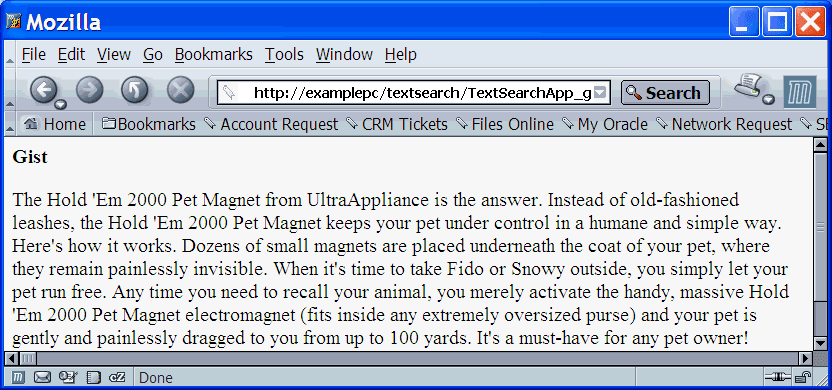 Mozilla
File Edit View Go Bookmarks Tools Window Help
http://examplepc/textsearch/TextSearchApp_g Search
Home Bookmarks Account Request CRM Tickets Files Online My Oracle Network Request
Gist
The Hold 'Em 2000 Pet Magnet from UltraAppliance is the answer. Instead of old-fashioned
leashes, the Hold 'Em 2000 Pet Magnet keeps your pet under control in a humane and simple way.
Here's how it works. Dozens of small magnets are placed underneath the coat of your pet, where
they remain painlessly invisible. When it's time to take Fido or Snowy outside, you simply let your
pet run free. Any time you need to recall your animal, you merely activate the handy, massive Hold
'Em 2000 Pet Magnet electromagnet (fits inside any extremely oversized purse) and your pet is
gently and painlessly dragged to you from up to 100 yards. It's a must-have for any pet owner!
Done